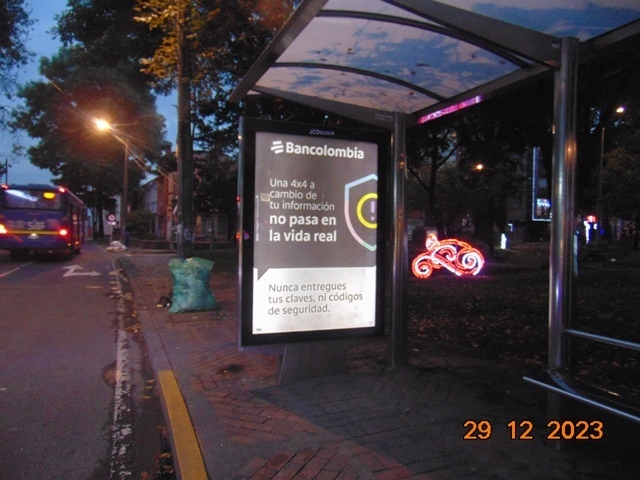 JCDecaux
Bancolombia
Una 4x4 a
cambio de
tu información
no pasa en
la vida real
Nunca entregues
tus claves, ni códigos
de seguridad.
29 12 2023